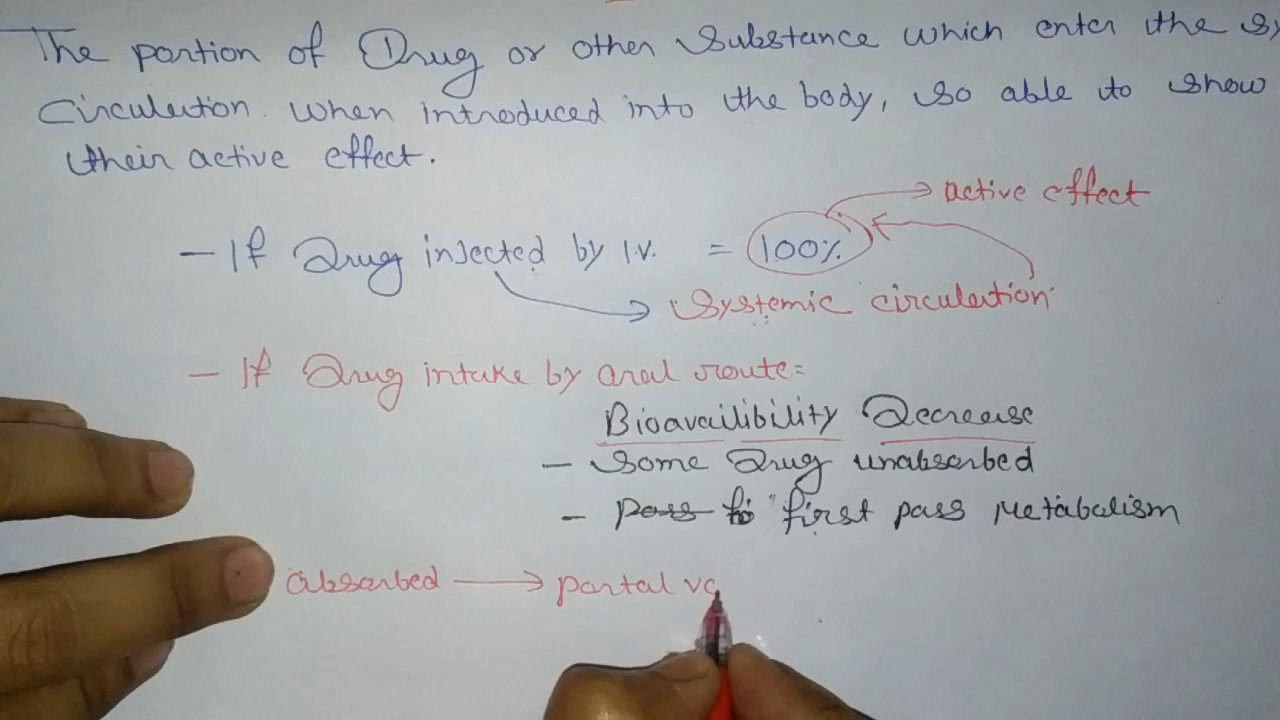 The portion of Drug or other Substance which enter the
Circulation when introduced into the body, so able to show
their active effect.
active effect
- If Drug injected by I.V. = 100%
Systemic circulation
- If Drug intake by oral route=
Bioavailibility Decrease
- some Drug unabsorbed
- Pass to "first pass Metabolism
absorbed → portal